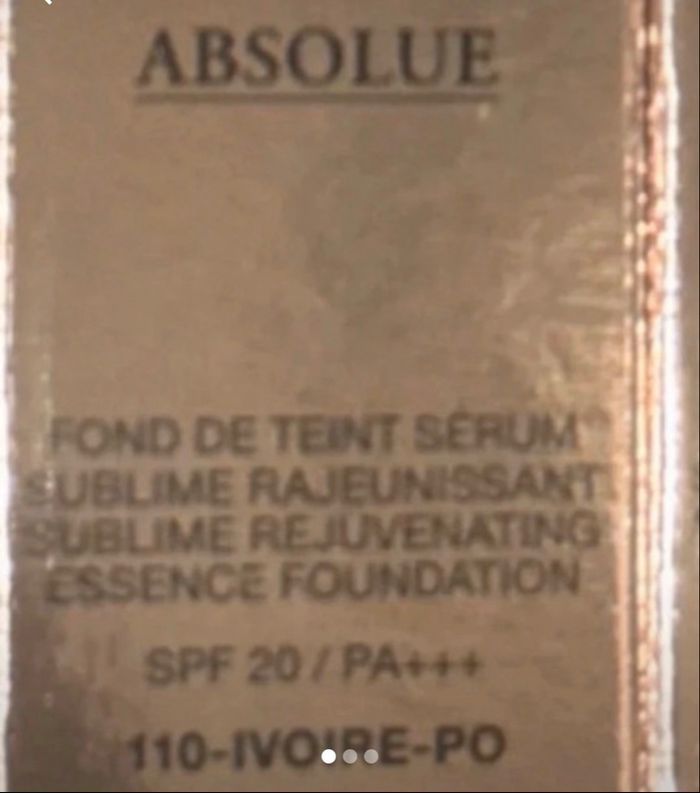 ABSOLUE
FOND DE TEINT SÉRUM
SUBLIME RAJEUNISSANT
SUBLIME REJUVENATING
ESSENCE FOUNDATION
SPF 20 / PA+++
110-IVOIRE-PO